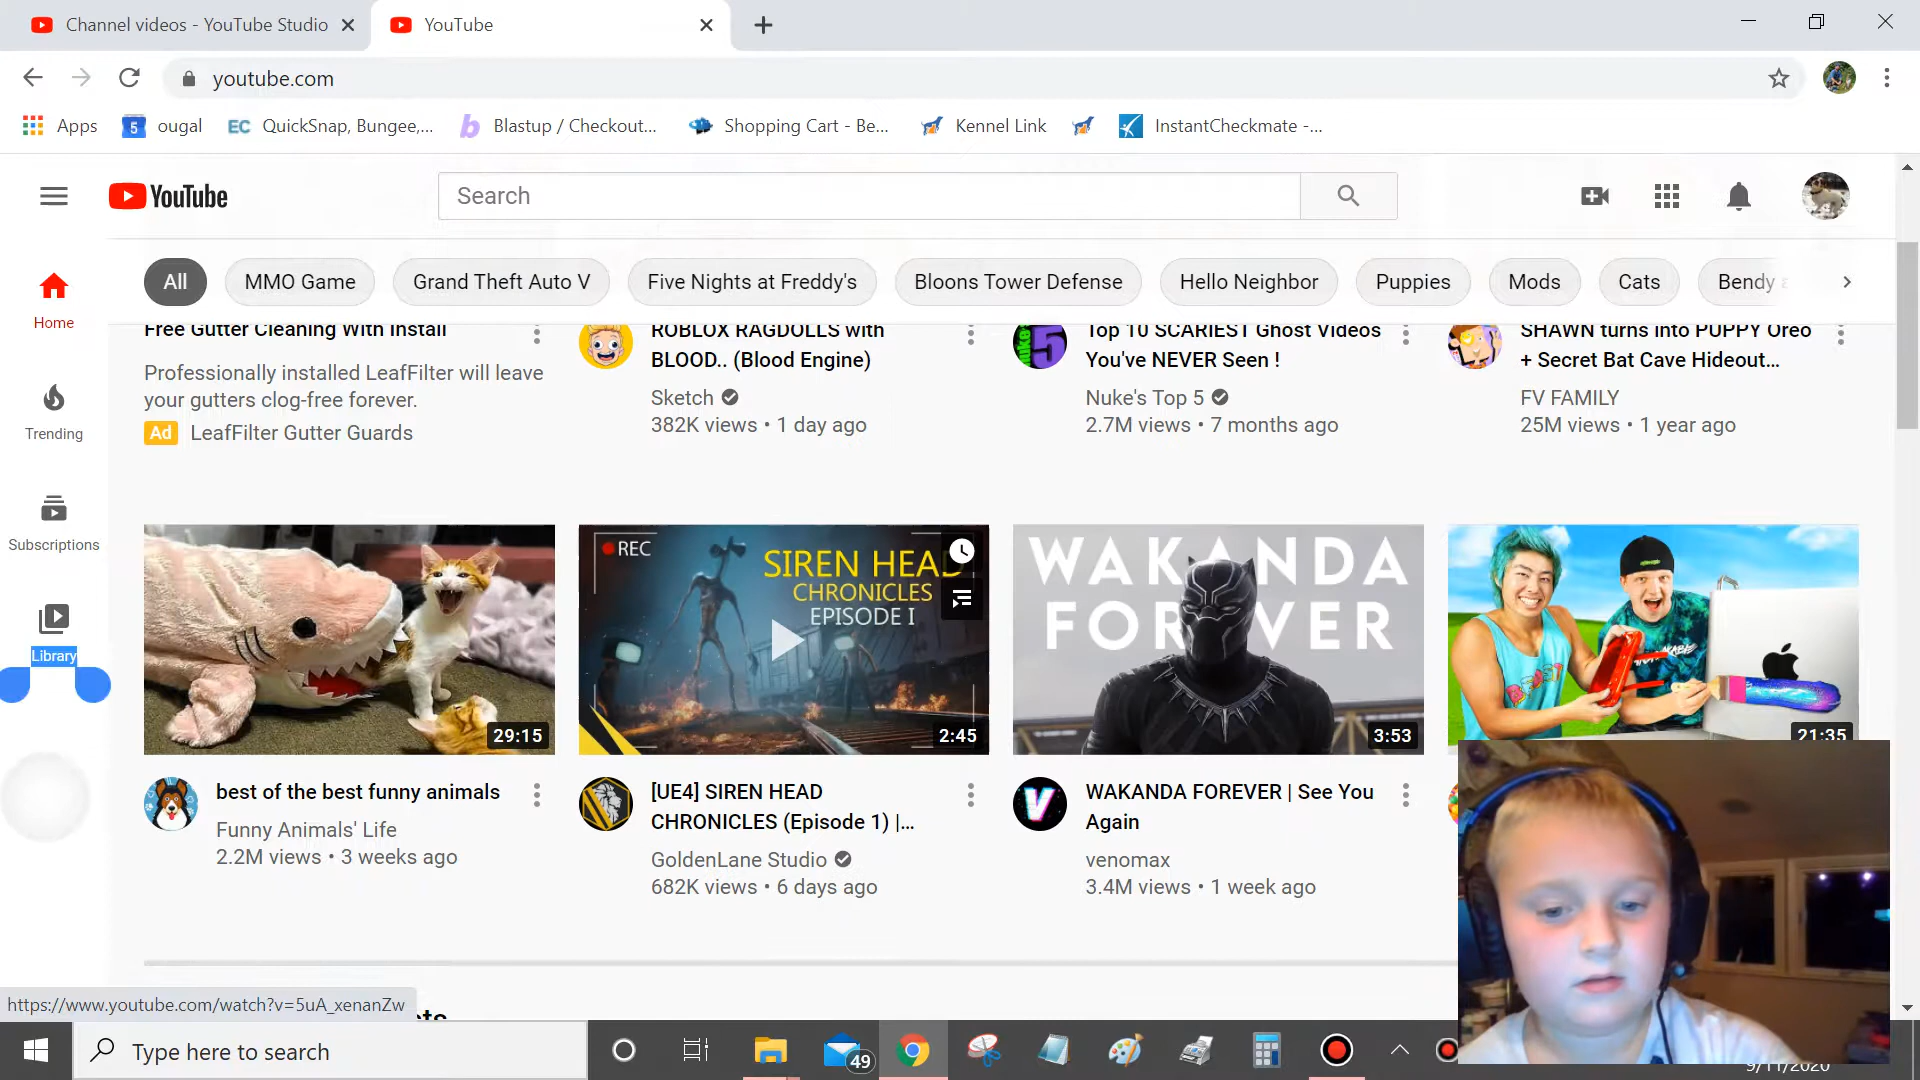 Channel videos - YouTube Studio
YouTube
youtube.com
Apps
5
ougal
EC
QuickSnap, Bungee,...
b
Blastup / Checkout...
Shopping Cart - Be...
Kennel Link
InstantCheckmate -...
YouTube
Search
Home
Trending
Subscriptions
Library
All
MMO Game
Grand Theft Auto V
Five Nights at Freddy's
Bloons Tower Defense
Hello Neighbor
Puppies
Mods
Cats
Bendy
Free Gutter Cleaning With Install
Professionally installed LeafFilter will leave
your gutters clog-free forever.
Ad LeafFilter Gutter Guards
ROBLOX RAGDOLLS with
BLOOD.. (Blood Engine)
Sketch
382K views • 1 day ago
Top 10 SCARIEST Ghost Videos
You've NEVER Seen !
Nuke's Top 5
2.7M views • 7 months ago
SHAWN turns into PUPPY Oreo
+ Secret Bat Cave Hideout...
FV FAMILY
25M views • 1 year ago
29:15
REC
SIREN HEAD
CHRONICLES
EPISODE I
2:45
WAKANDA
FOREVER
3:53
21:35
best of the best funny animals
Funny Animals' Life
2.2M views • 3 weeks ago
[UE4] SIREN HEAD
CHRONICLES (Episode 1) |...
GoldenLane Studio
682K views • 6 days ago
WAKANDA FOREVER | See You
Again
venomax
3.4M views • 1 week ago
https://www.youtube.com/watch?v=5uA_xenanZw
Type here to search
49
9/11/2020